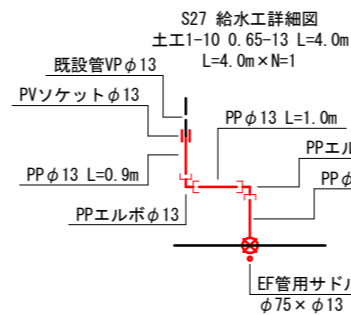 S27 給水工詳細図
土工1-10 0.65-13 L=4.0m
L=4.0m×N=1
既設管VPφ13
PVソケットφ13
PPφ13 L=1.0m
PPエル
PPφ13 L=0.9m
PPφ
PPエルボφ13
EF管用サドル
φ75×φ13